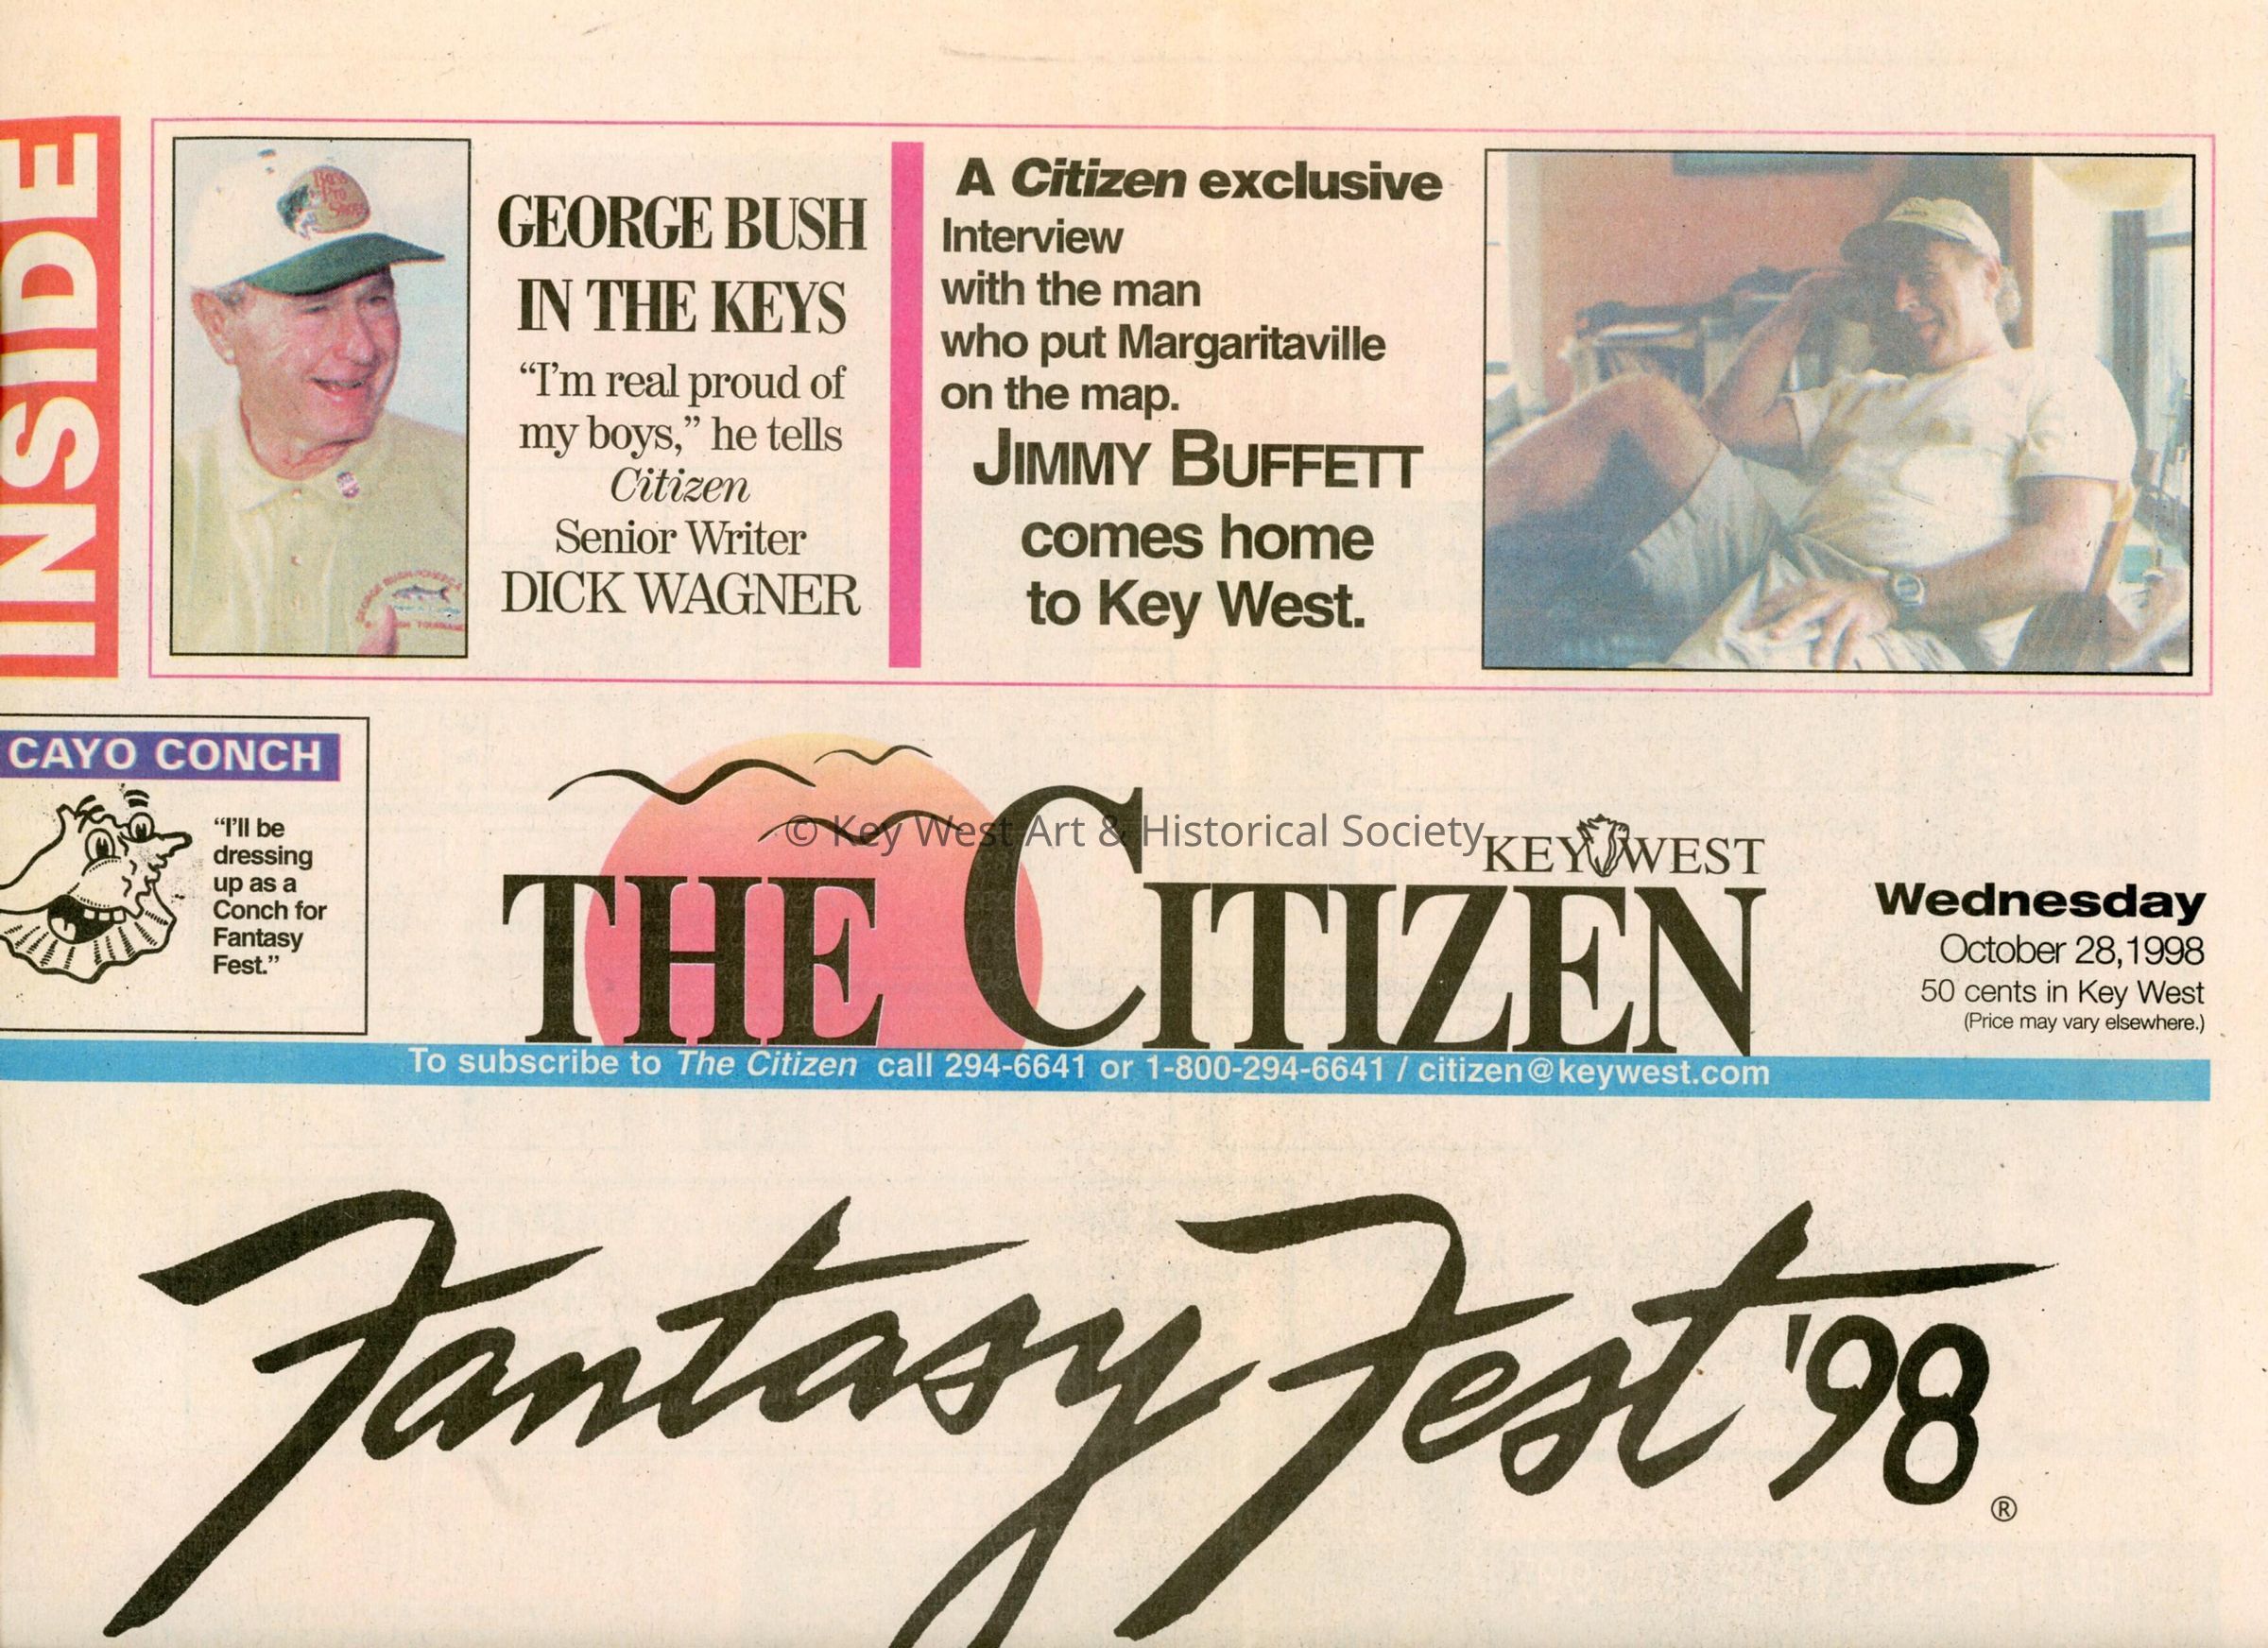 INSIDE
Bass
Pro
Shops
GEORGE BUSH
IN THE KEYS
“I’m real proud of
my boys,” he tells
Citizen
Senior Writer
DICK WAGNER
A Citizen exclusive
Interview
with the man
who put Margaritaville
on the map.
JIMMY BUFFETT
comes home
to Key West.
CAYO CONCH
“I’ll be
dressing
up as a
Conch for
Fantasy
Fest.”
© Key West Art & Historical Society
KEY WEST
THE CITIZEN
Wednesday
October 28,1998
50 cents in Key West
(Price may vary elsewhere.)
To subscribe to The Citizen call 294-6641 or 1-800-294-6641 / citizen@keywest.com
Fantasy Fest '98
®